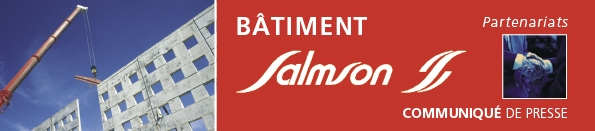 BÂTIMENT
Partenariats
Salmson
COMMUNIQUÉ DE PRESSE